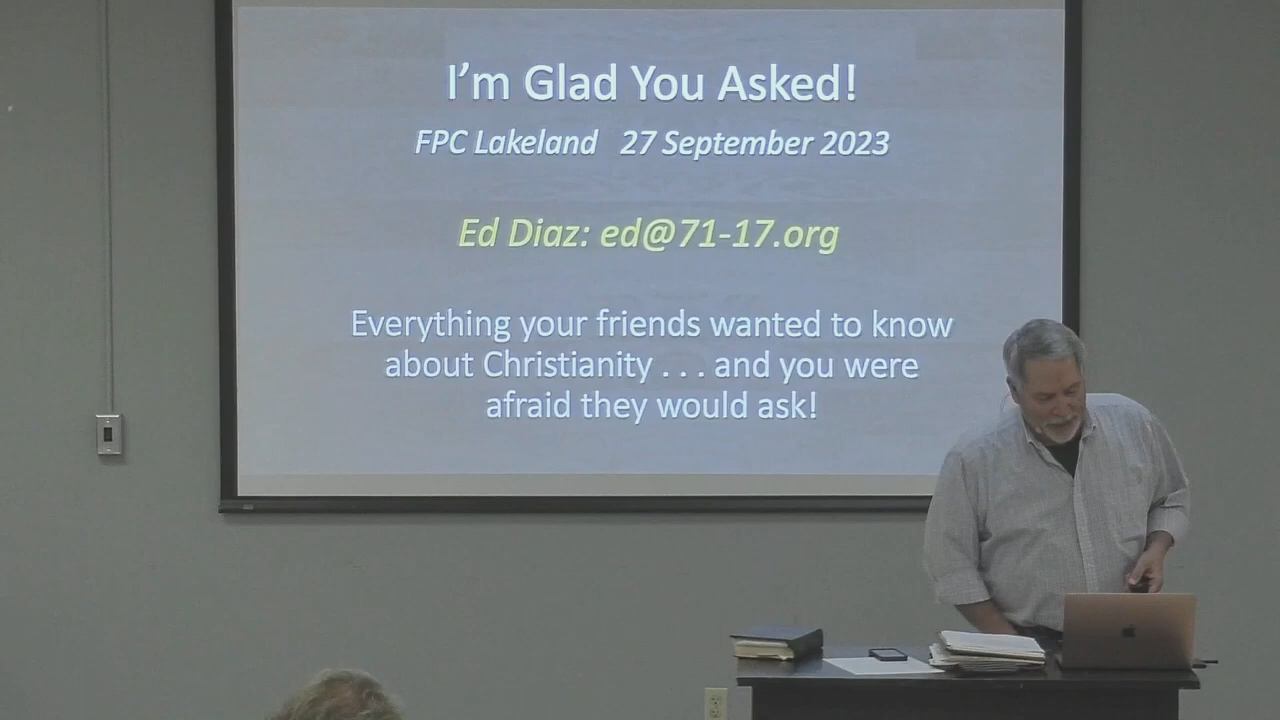 I'm Glad You Asked!
FPC Lakeland 27 September 2023
Ed Diaz: ed@71-17.org
Everything your friends wanted to know
about Christianity . . . and you were
afraid they would ask!